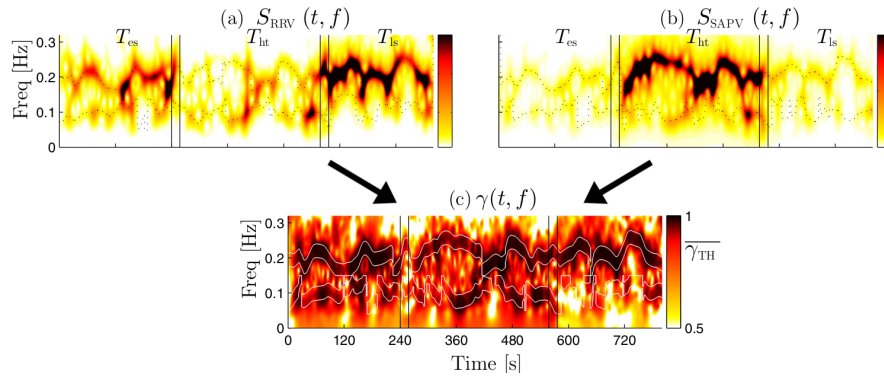 (a) S_RRV (t, f) (b) S_SAPV (t, f)
T_es T_ht T_ls T_es T_ht T_ls
0.3
0.2
0.1
0
Freq [Hz]
(c) γ(t, f)
0.3
0.2
0.1
0
Freq [Hz]
1
γ_TH
0.5
0 120 240 360 480 600 720
Time [s]